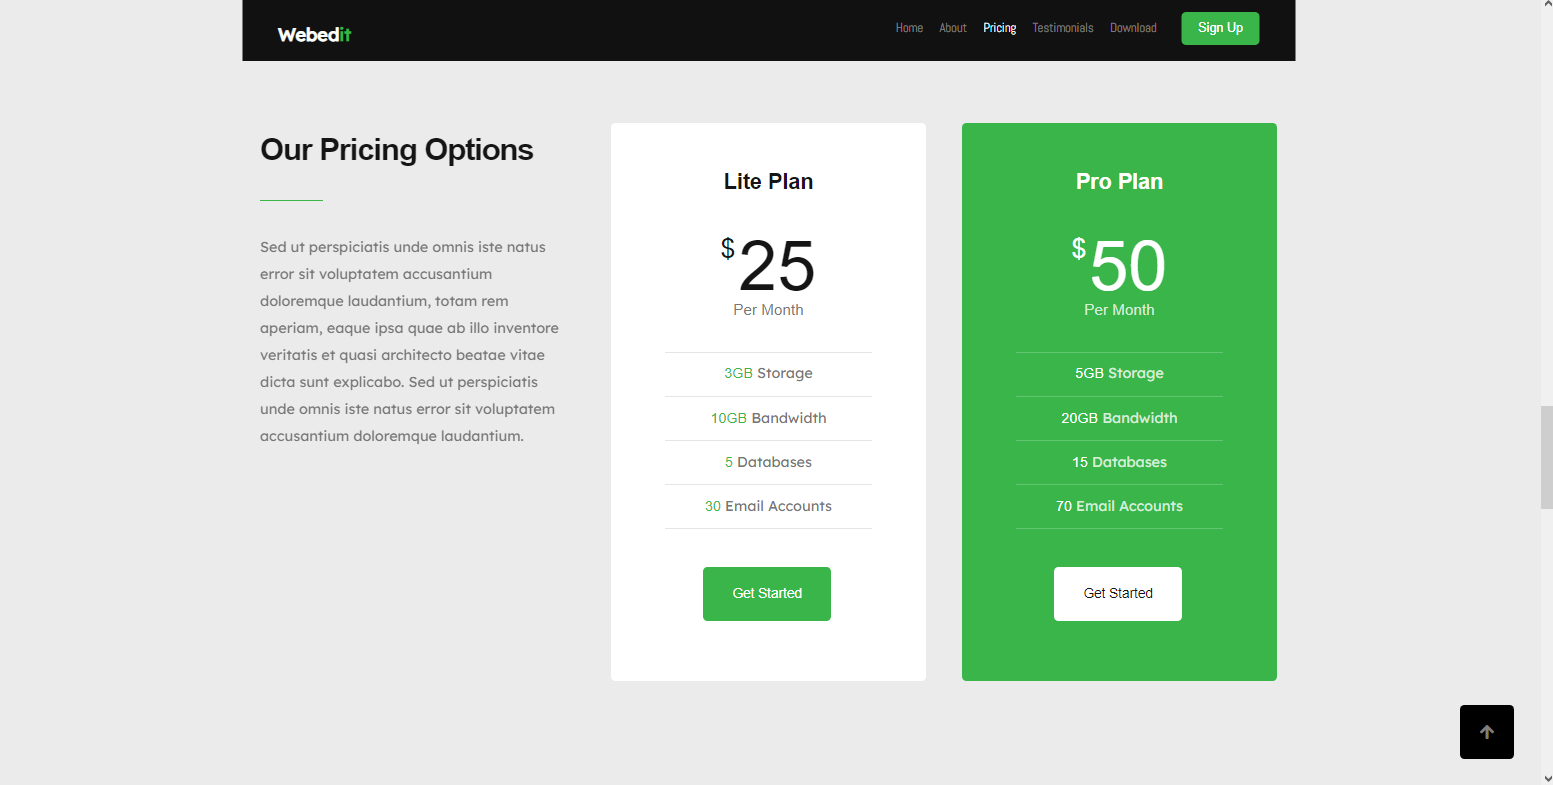 Webedit
Home About Pricing Testimonials Download Sign Up
Our Pricing Options
Sed ut perspiciatis unde omnis iste natus
error sit voluptatem accusantium
doloremque laudantium, totam rem
aperiam, eaque ipsa quae ab illo inventore
veritatis et quasi architecto beatae vitae
dicta sunt explicabo. Sed ut perspiciatis
unde omnis iste natus error sit voluptatem
accusantium doloremque laudantium.
Lite Plan
$25
Per Month
3GB Storage
10GB Bandwidth
5 Databases
30 Email Accounts
Get Started
Pro Plan
$50
Per Month
5GB Storage
20GB Bandwidth
15 Databases
70 Email Accounts
Get Started